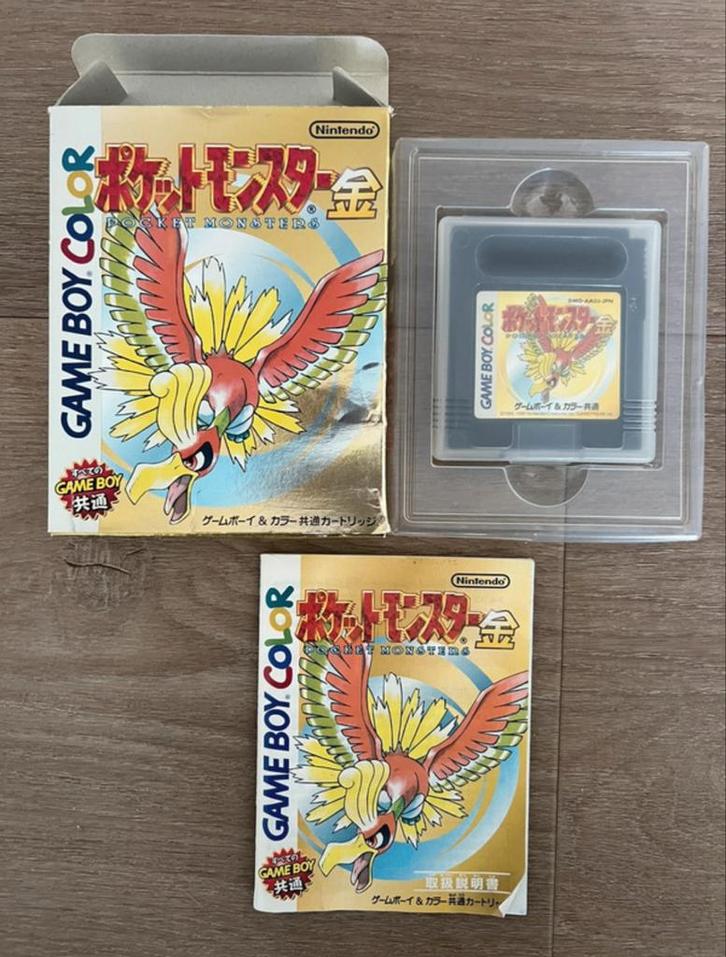 Nintendo
ポケットモンスター金
POCKET MONSTERS
GAME BOY COLOR
すべての
GAME BOY
共通
ゲームボーイ & カラー 共通カートリッジ
DMG-AAUJ-JPN
ポケットモンスター金
POCKET MONSTERS
GAME BOY COLOR
ゲームボーイ & カラー 共通
Nintendo
ポケットモンスター金
POCKET MONSTERS
GAME BOY COLOR
すべての
GAME BOY
共通
取扱説明書
ゲームボーイ & カラー 共通カートリッ